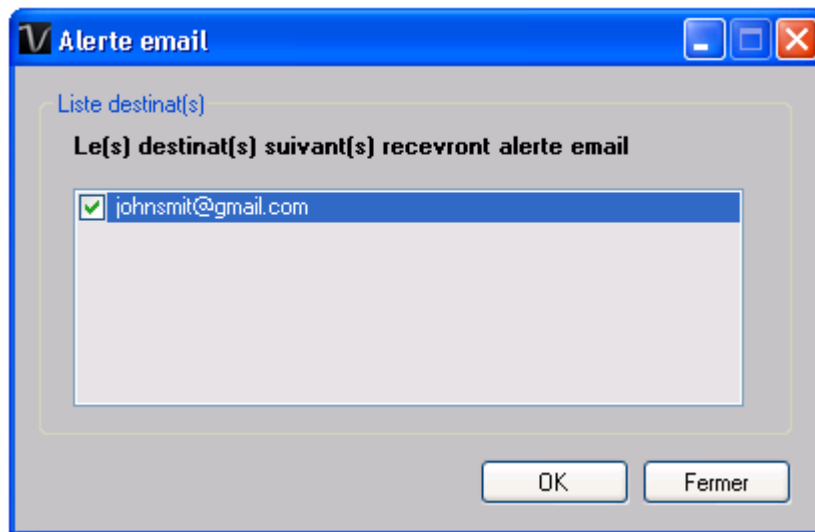 Alerte email
Liste destinat(s)
Le(s) destinat(s) suivant(s) recevront alerte email
johnsmit@gmail.com
OK
Fermer